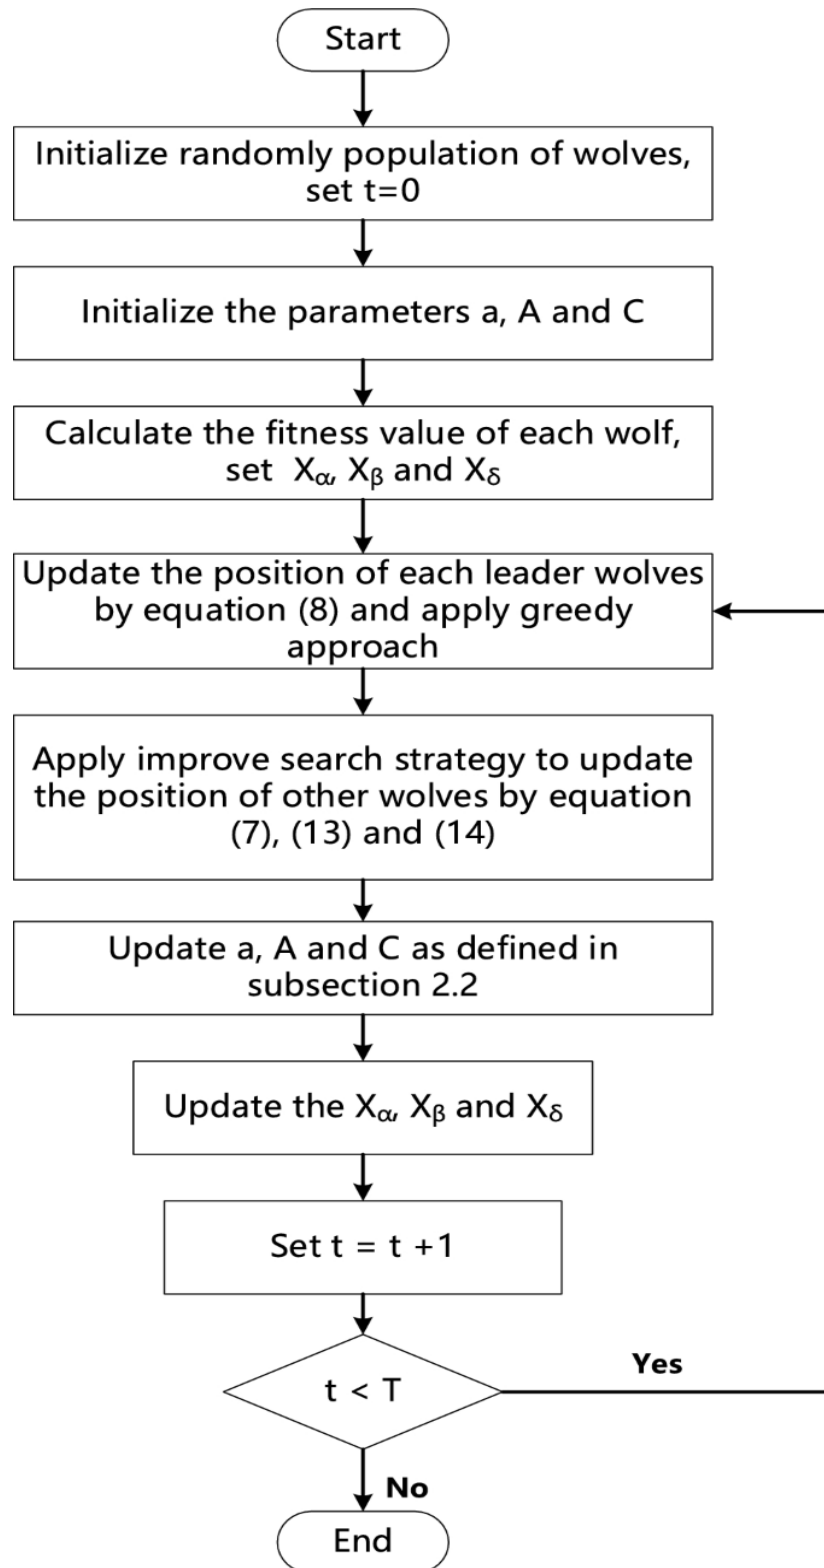 Start
Initialize randomly population of wolves,
set t=0
Initialize the parameters a, A and C
Calculate the fitness value of each wolf,
set Xα, Xβ and Xδ
Update the position of each leader wolves
by equation (8) and apply greedy
approach
Apply improve search strategy to update
the position of other wolves by equation
(7), (13) and (14)
Update a, A and C as defined in
subsection 2.2
Update the Xα, Xβ and Xδ
Set t = t +1
t < T
Yes
No
End